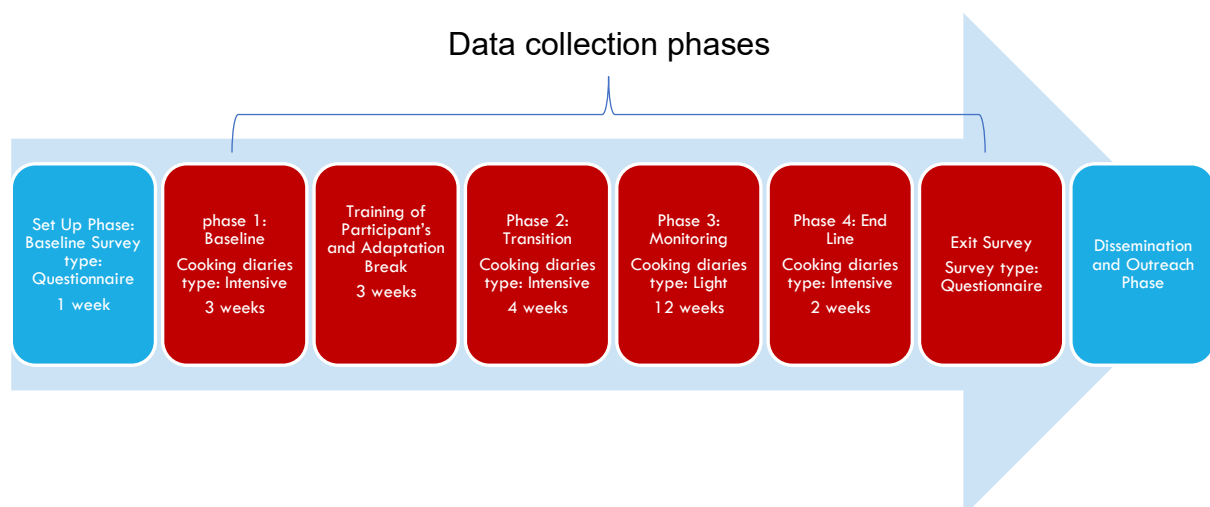 Data collection phases
Set Up Phase:
Baseline Survey
type:
Questionnaire
1 week
phase 1:
Baseline
Cooking diaries
type: Intensive
3 weeks
Training of
Participant's
and Adaptation
Break
3 weeks
Phase 2:
Transition
Cooking diaries
type: Intensive
4 weeks
Phase 3:
Monitoring
Cooking diaries
type: Light
12 weeks
Phase 4: End
Line
Cooking diaries
type: Intensive
2 weeks
Exit Survey
Survey type:
Questionnaire
Dissemination
and Outreach
Phase